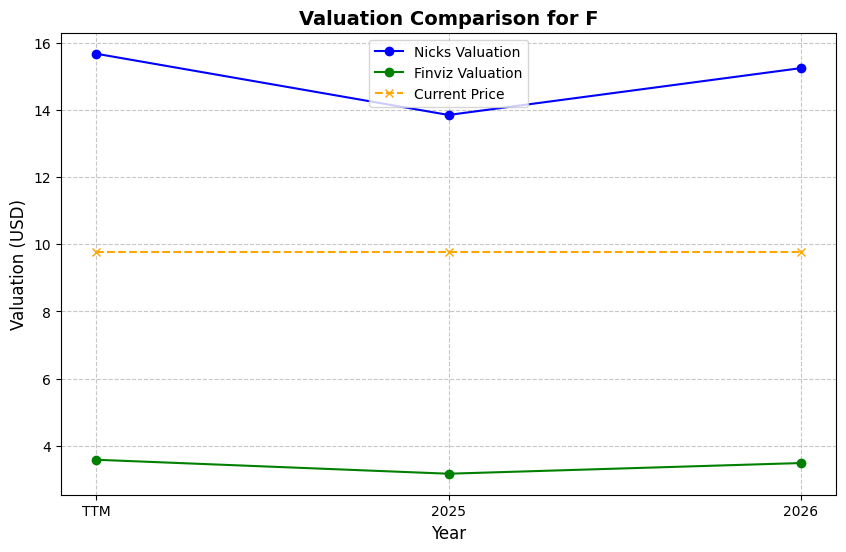 Valuation Comparison for F
Nicks Valuation
Finviz Valuation
Current Price
16
14
12
10
8
6
4
Valuation (USD)
TTM
2025
2026
Year